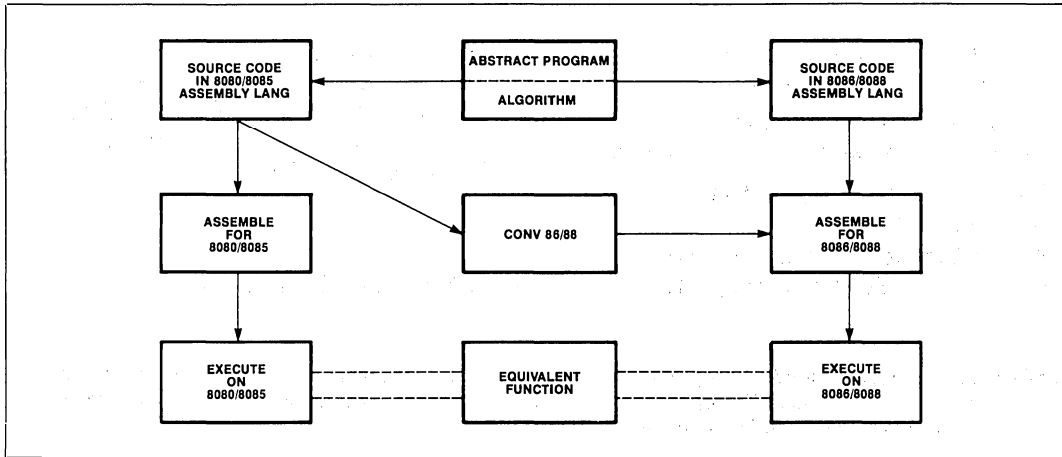 SOURCE CODE
IN 8080/8085
ASSEMBLY LANG
ABSTRACT PROGRAM
ALGORITHM
SOURCE CODE
IN 8086/8088
ASSEMBLY LANG
ASSEMBLE
FOR
8080/8085
CONV 86/88
ASSEMBLE
FOR
8086/8088
EXECUTE
ON
8080/8085
EQUIVALENT
FUNCTION
EXECUTE
ON
8086/8088